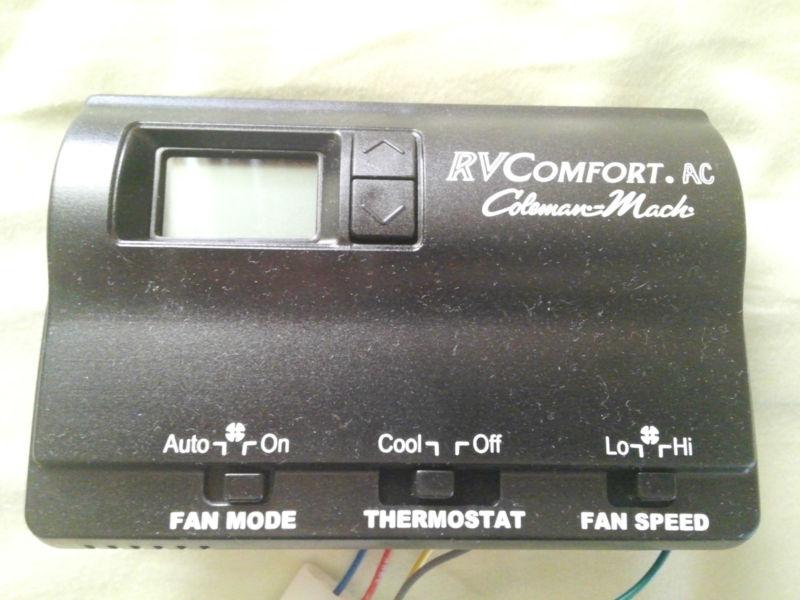 RVCOMFORT. AC
Coleman-Mach
Auto On
Cool Off
Lo Hi
FAN MODE
THERMOSTAT
FAN SPEED